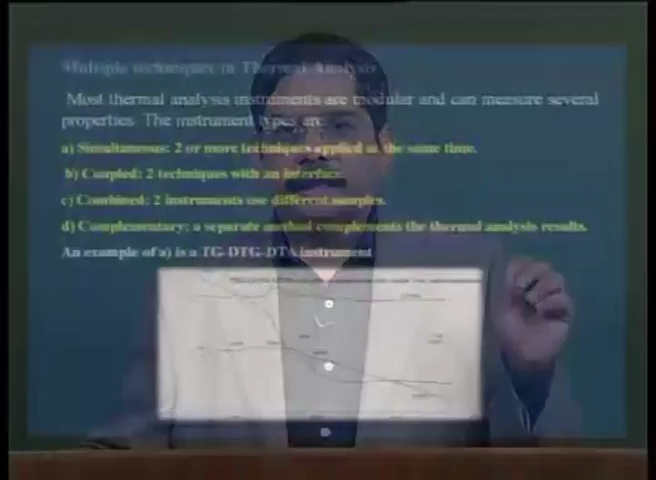 Multiple techniques in Thermal Analysis
Most thermal analysis instruments are modular and can measure several
properties. The instrument types are
a) Simultaneous: 2 or more techniques applied at the same time.
b) Coupled: 2 techniques with an interface.
c) Combined: 2 instruments use different samples.
d) Complementary: a separate method complements the thermal analysis results.
An example of a) is a TG-DTG-DTA instrument